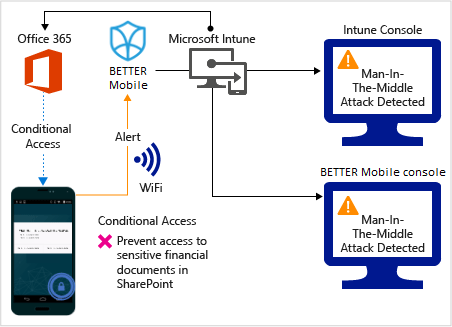 Office 365
Microsoft Intune
Intune Console
BETTER
Mobile
Man-In-
The-Middle
Attack Detected
Conditional
Access
Alert
WiFi
BETTER Mobile console
Man-In-
The-Middle
Attack Detected
Conditional Access
Prevent access to
sensitive financial
documents in
SharePoint